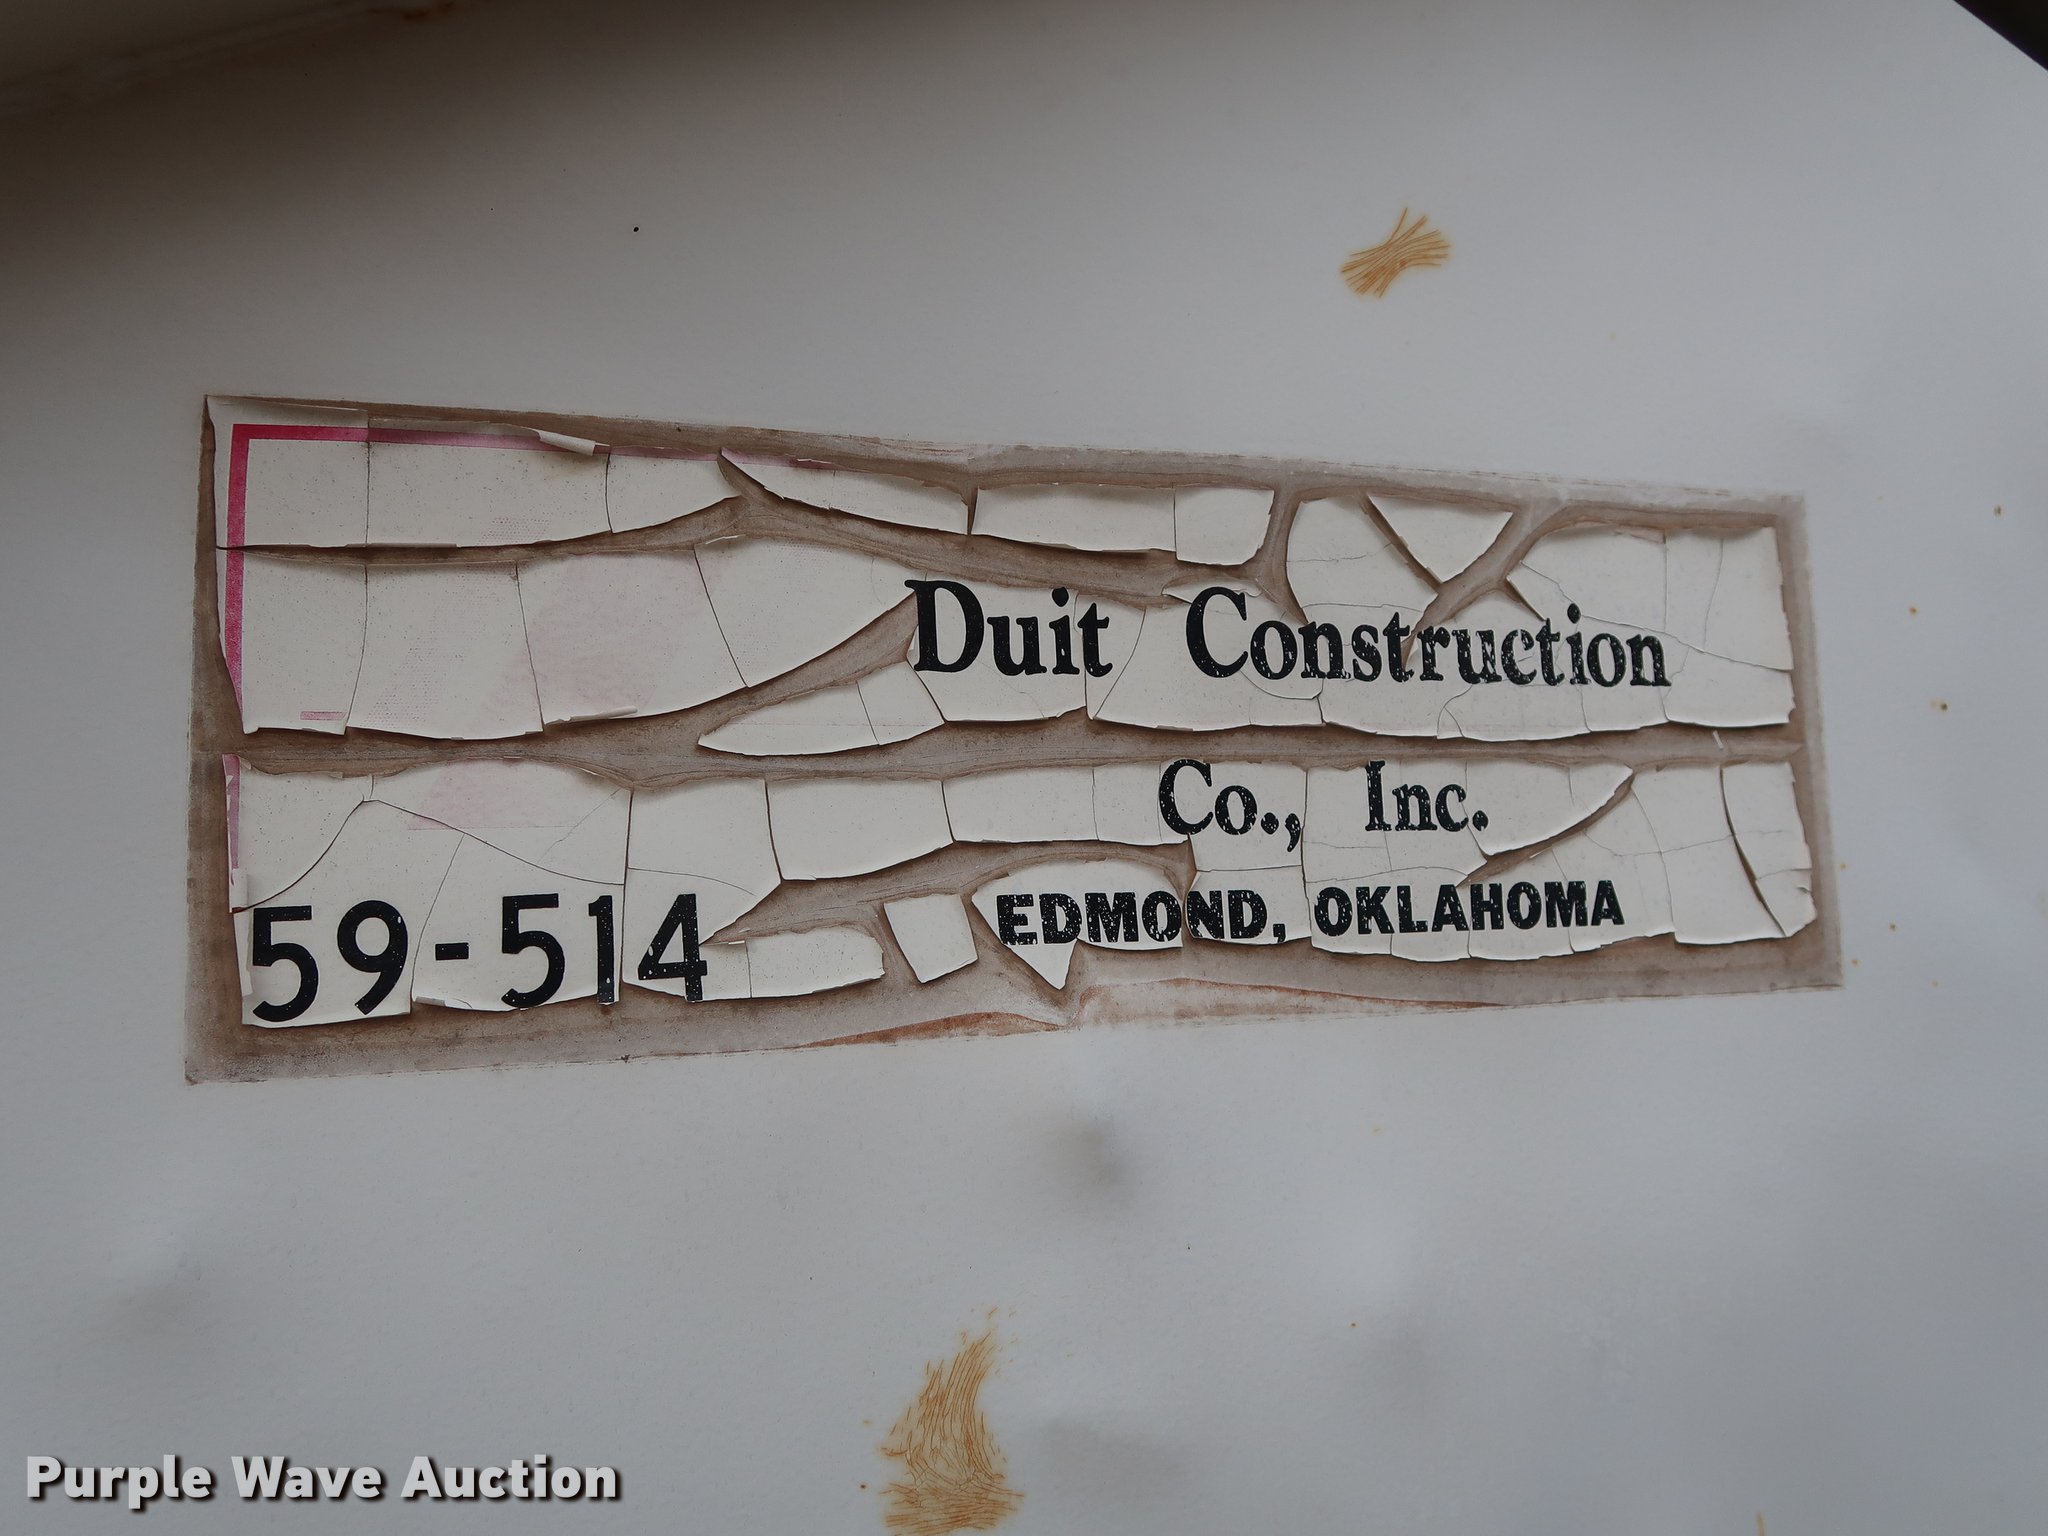 Duit Construction
Co., Inc.
59-514
EDMOND, OKLAHOMA
Purple Wave Auction